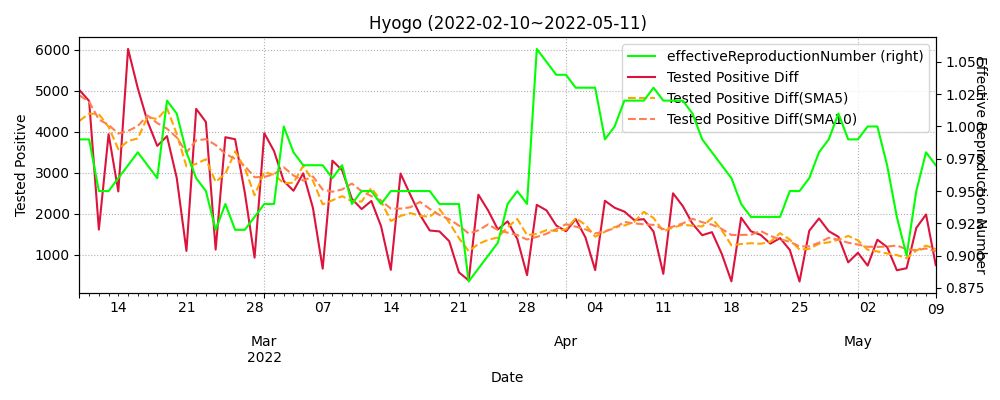 Hyogo (2022-02-10~2022-05-11)
effectiveReproductionNumber (right)
Tested Positive Diff
Tested Positive Diff(SMA5)
Tested Positive Diff(SMA10)
Tested Positive
6000
5000
4000
3000
2000
1000
1.050
1.025
1.000
0.975
0.950
0.925
0.900
0.875
Effective Reproduction Number
14 21 28 07 14 21 28 04 11 18 25 02 09
Mar Apr May
2022
Date